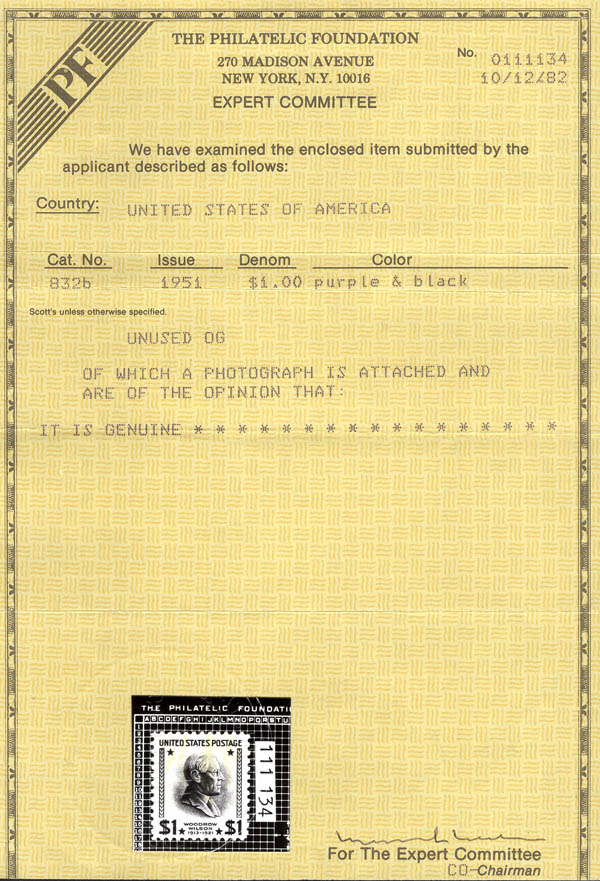 PF
THE PHILATELIC FOUNDATION
270 MADISON AVENUE
NEW YORK, N.Y. 10016
EXPERT COMMITTEE
No. 0111134
10/12/82
We have examined the enclosed item submitted by the
applicant described as follows:
Country: UNITED STATES OF AMERICA
Cat. No. Issue Denom Color
832b 1951 $1.00 purple & black
Scott's unless otherwise specified.
UNUSED OG
OF WHICH A PHOTOGRAPH IS ATTACHED AND
ARE OF THE OPINION THAT:
IT IS GENUINE * * * * * * * * * * * * * * * * *
THE PHILATELIC FOUNDATI
ABCDEFGHIJKLMNOPQRSTU
UNITED STATES POSTAGE
111 134
WOODROW
WILSON
$1 1913-1921 $1
For The Expert Committee
CO-Chairman